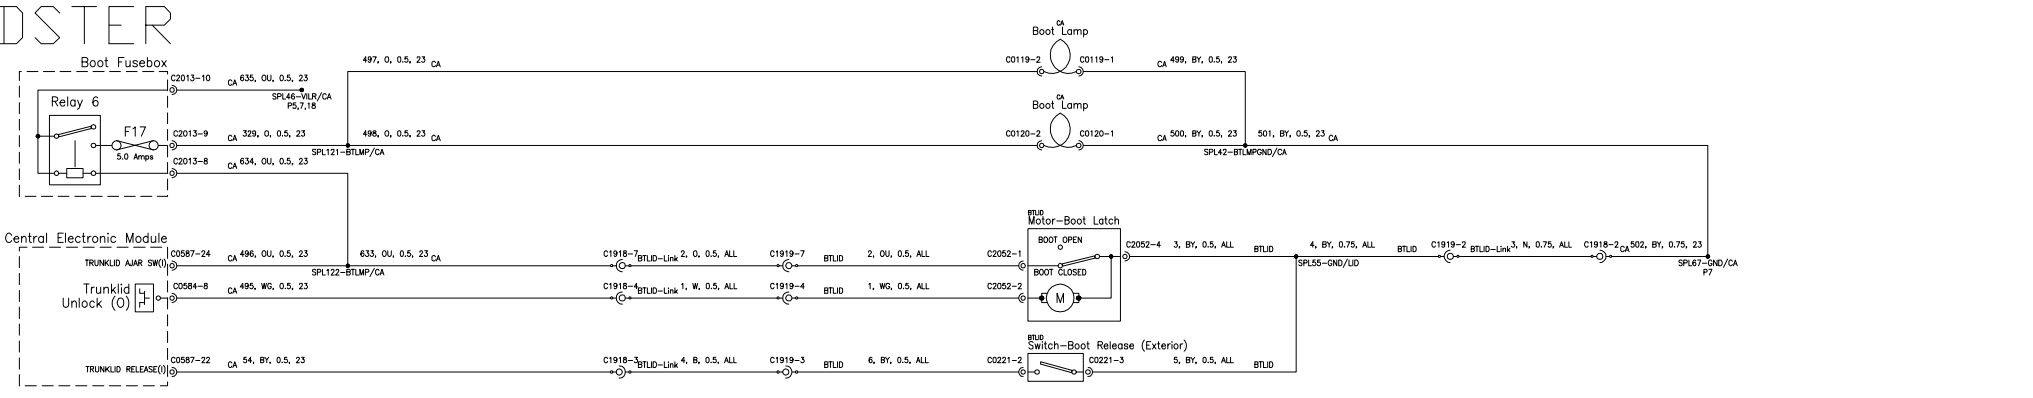 DSTER
Boot Fusebox
C2013-10
CA 635, OU, 0.5, 23
SPL46-VILR/CA
P5,7,18
Relay 6
F17
5.0 Amps
C2013-9
CA 329, O, 0.5, 23
SPL121-BTLMP/CA
C2013-8
CA 634, OU, 0.5, 23
497, O, 0.5, 23 CA
498, O, 0.5, 23 CA
CA
Boot Lamp
C0119-2
C0119-1
CA 499, BY, 0.5, 23
CA
Boot Lamp
C0120-2
C0120-1
CA 500, BY, 0.5, 23
501, BY, 0.5, 23 CA
SPL42-BTLMPGND/CA
Central Electronic Module
TRUNKLID AJAR SW(I)
C0587-24
CA 496, OU, 0.5, 23
633, OU, 0.5, 23 CA
SPL122-BTLMP/CA
C1918-7
BTLID-Link 2, O, 0.5, ALL
C1919-7
BTLID
2, OU, 0.5, ALL
C2052-1
BTLID
Motor-Boot Latch
BOOT OPEN
BOOT CLOSED
M
C2052-4
3, BY, 0.5, ALL
BTLID
4, BY, 0.75, ALL
BTLID
SPL55-GND/LID
C1919-2
BTLID-Link 3, N, 0.75, ALL
C1918-2
CA 502, BY, 0.75, 23
SPL67-GND/CA
P7
Trunklid
Unlock (O)
C0584-8
CA 495, WG, 0.5, 23
C1918-4
BTLID-Link 1, W, 0.5, ALL
C1919-4
BTLID
1, WG, 0.5, ALL
C2052-2
TRUNKLID RELEASE(I)
C0587-22
CA 54, BY, 0.5, 23
C1918-3
BTLID-Link 4, B, 0.5, ALL
C1919-3
BTLID
6, BY, 0.5, ALL
C0221-2
BTLID
Switch-Boot Release (Exterior)
C0221-3
5, BY, 0.5, ALL
BTLID